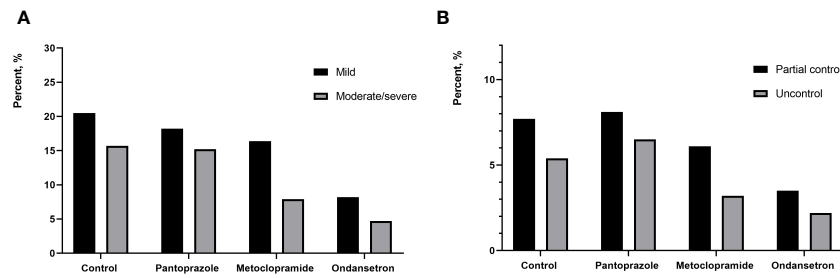 A
Percent, %
30
25
20
15
10
5
0
Mild
Moderate/severe
Control
Pantoprazole
Metoclopramide
Ondansetron
B
Percent, %
10
5
0
Partial contro
Uncontrol
Control
Pantoprazole
Metoclopramide
Ondansetron